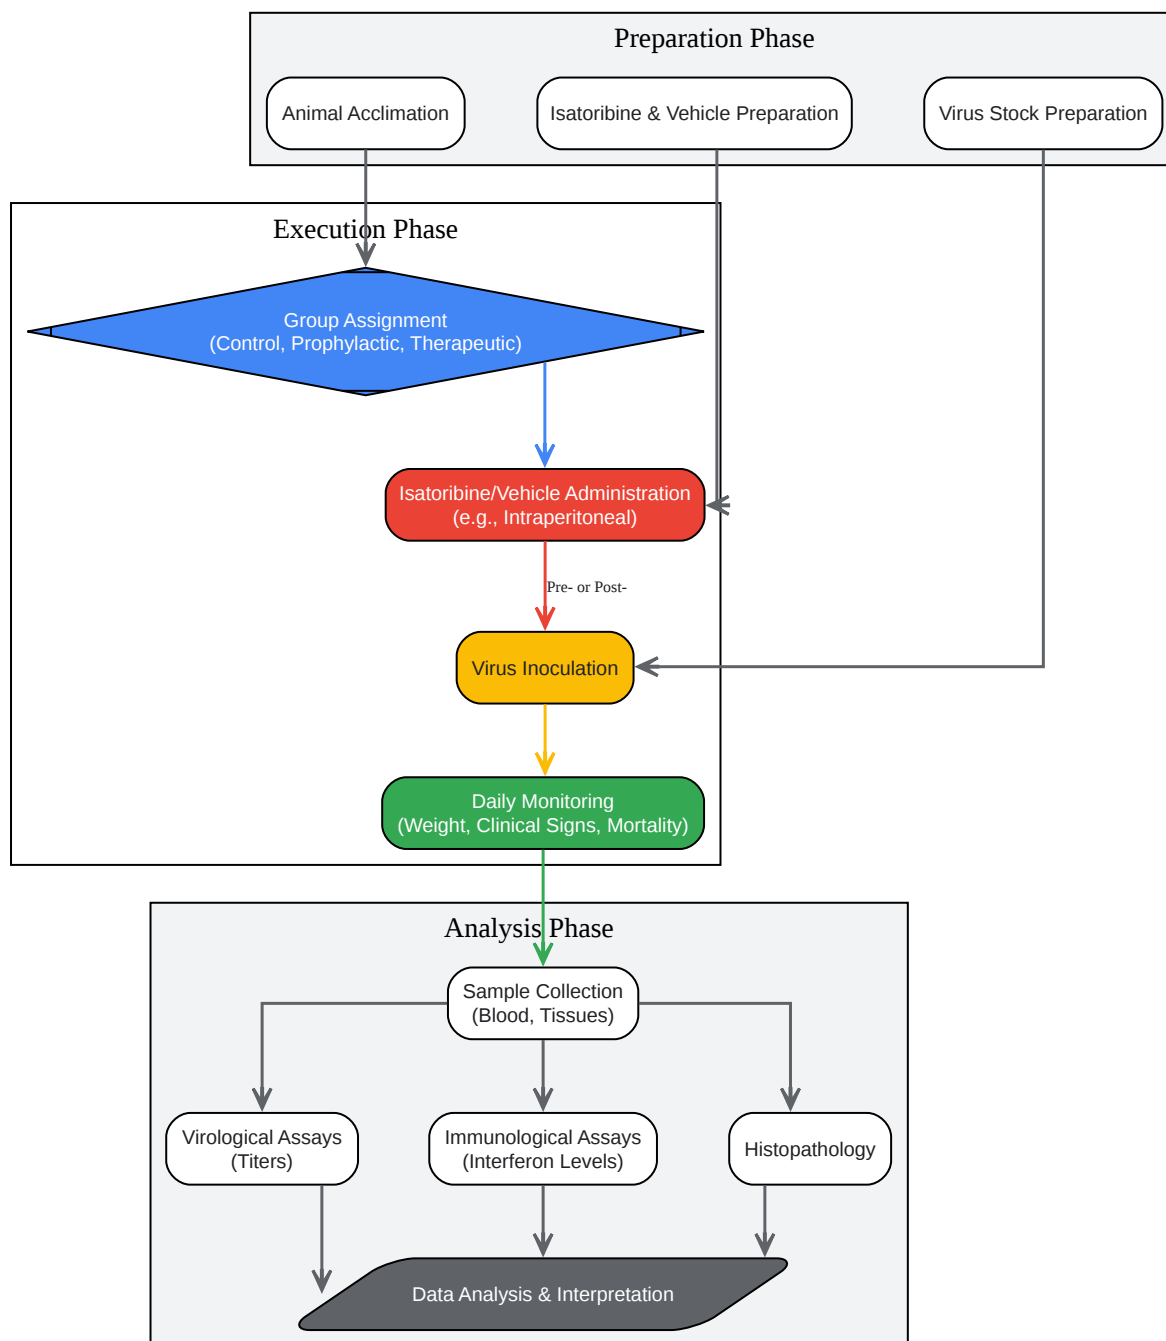 Preparation Phase
Animal Acclimation
Isatoribine & Vehicle Preparation
Virus Stock Preparation
Execution Phase
Group Assignment
(Control, Prophylactic, Therapeutic)
Isatoribine/Vehicle Administration
(e.g., Intraperitoneal)
Pre- or Post-
Virus Inoculation
Daily Monitoring
(Weight, Clinical Signs, Mortality)
Analysis Phase
Sample Collection
(Blood, Tissues)
Virological Assays
(Titers)
Immunological Assays
(Interferon Levels)
Histopathology
Data Analysis & Interpretation